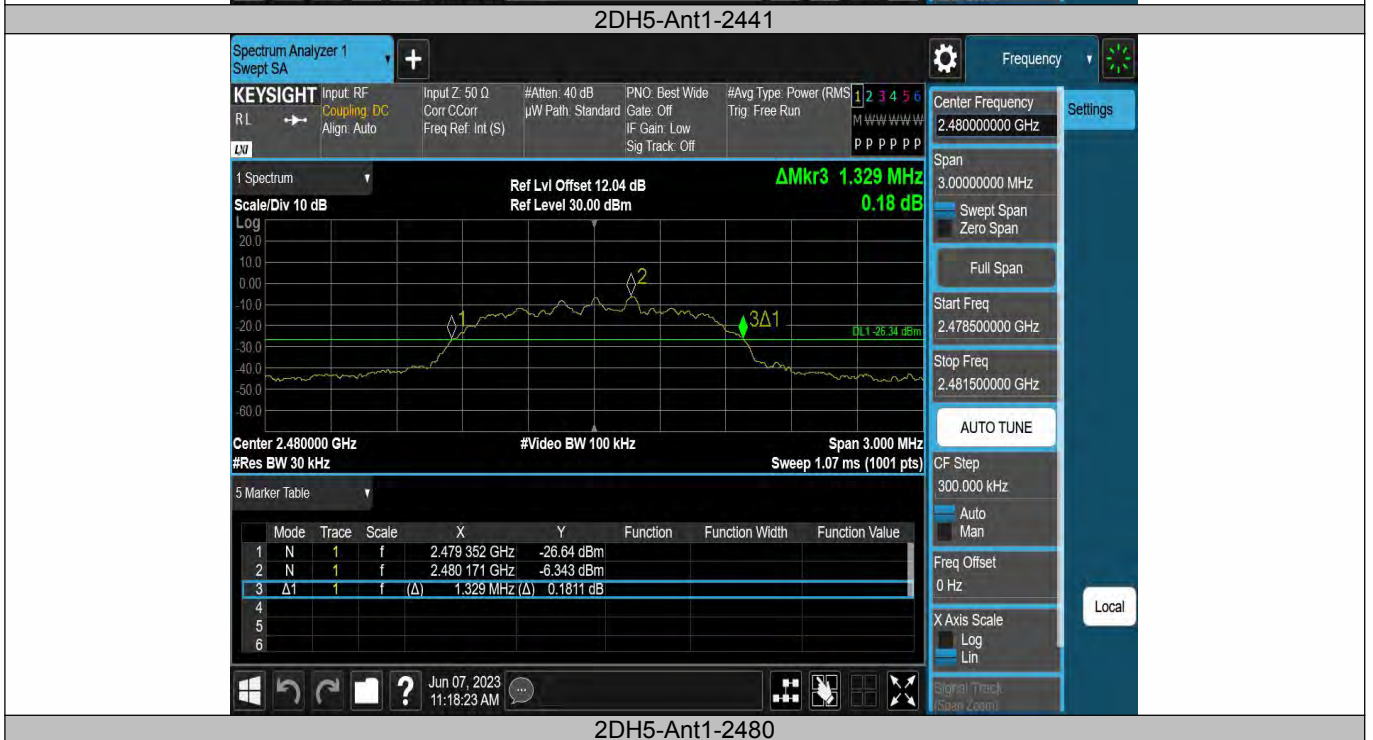 2DH5-Ant1-2441
Spectrum Analyzer 1
Swept SA
+
Frequency
KEYSIGHT
RL
LXI
Input: RF
Coupling: DC
Align: Auto
Input Z: 50 Ω
Corr CCorr
Freq Ref: Int (S)
#Atten: 40 dB
µW Path: Standard
PNO: Best Wide
Gate: Off
IF Gain: Low
Sig Track: Off
#Avg Type: Power (RMS
Trig: Free Run
1 2 3 4 5 6
M W W W W W
P P P P P P
1 Spectrum
Scale/Div 10 dB
Ref Lvl Offset 12.04 dB
Ref Level 30.00 dBm
ΔMkr3 1.329 MHz
0.18 dB
Log
20.0
10.0
0.00
-10.0
-20.0
-30.0
-40.0
-50.0
-60.0
1
2
3Δ1
DL1 -26.34 dBm
Center 2.480000 GHz
#Video BW 100 kHz
Span 3.000 MHz
#Res BW 30 kHz
Sweep 1.07 ms (1001 pts)
5 Marker Table
Mode Trace Scale X Y Function Function Width Function Value
1 N 1 f 2.479 352 GHz -26.64 dBm
2 N 1 f 2.480 171 GHz -6.343 dBm
3 Δ1 1 f (Δ) 1.329 MHz (Δ) 0.1811 dB
4
5
6
Jun 07, 2023
11:18:23 AM
?
Center Frequency
2.480000000 GHz
Settings
Span
3.00000000 MHz
Swept Span
Zero Span
Full Span
Start Freq
2.478500000 GHz
Stop Freq
2.481500000 GHz
AUTO TUNE
CF Step
300.000 kHz
Auto
Man
Freq Offset
0 Hz
X Axis Scale
Log
Lin
Signal Track
(Span Zoom)
Local
2DH5-Ant1-2480